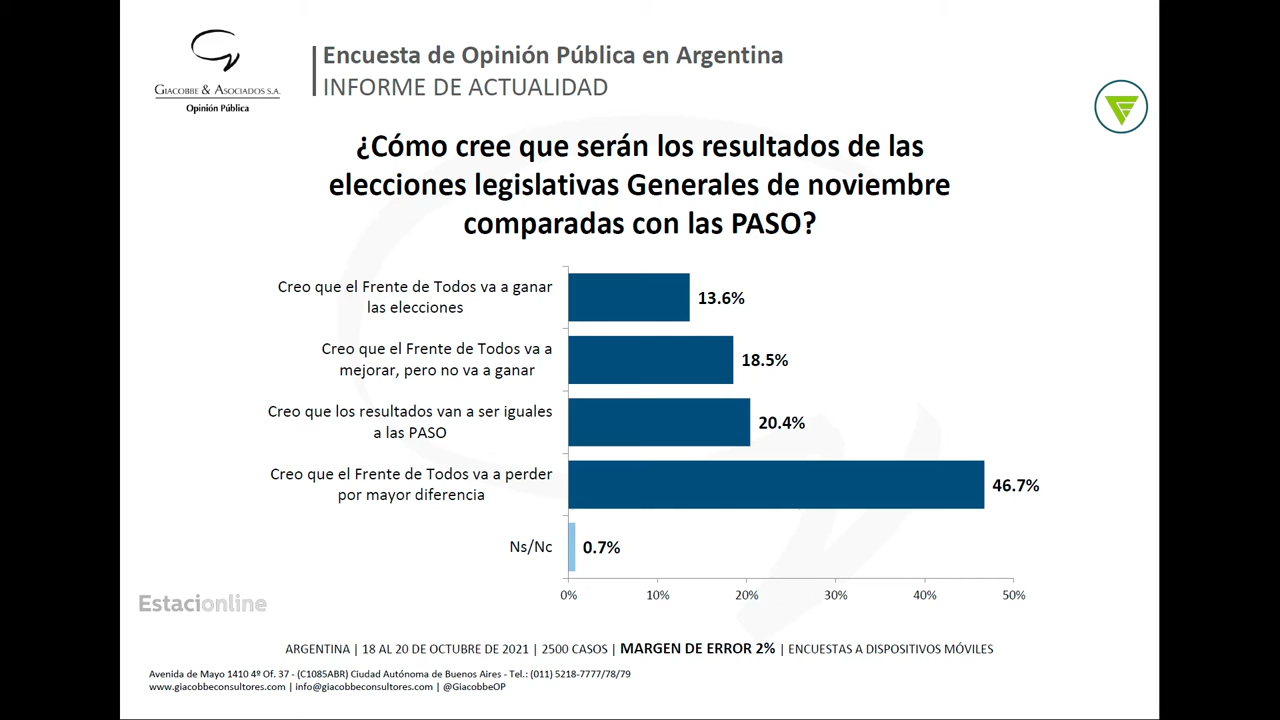 Encuesta de Opinión Pública en Argentina
INFORME DE ACTUALIDAD
GIACOBBE & ASOCIADOS S.A.
Opinión Pública
¿Cómo cree que serán los resultados de las
elecciones legislativas Generales de noviembre
comparadas con las PASO?
Creo que el Frente de Todos va a ganar
las elecciones
13.6%
Creo que el Frente de Todos va a
mejorar, pero no va a ganar
18.5%
Creo que los resultados van a ser iguales
a las PASO
20.4%
Creo que el Frente de Todos va a perder
por mayor diferencia
46.7%
Ns/Nc
0.7%
0% 10% 20% 30% 40% 50%
Estacionline
ARGENTINA | 18 AL 20 DE OCTUBRE DE 2021 | 2500 CASOS | MARGEN DE ERROR 2% | ENCUESTAS A DISPOSITIVOS MÓVILES
Avenida de Mayo 1410 4º Of. 37 - (C1085ABR) Ciudad Autónoma de Buenos Aires - Tel.: (011) 5218-7777/78/79
www.giacobbeconsultores.com | info@giacobbeconsultores.com | @GiacobbeOP